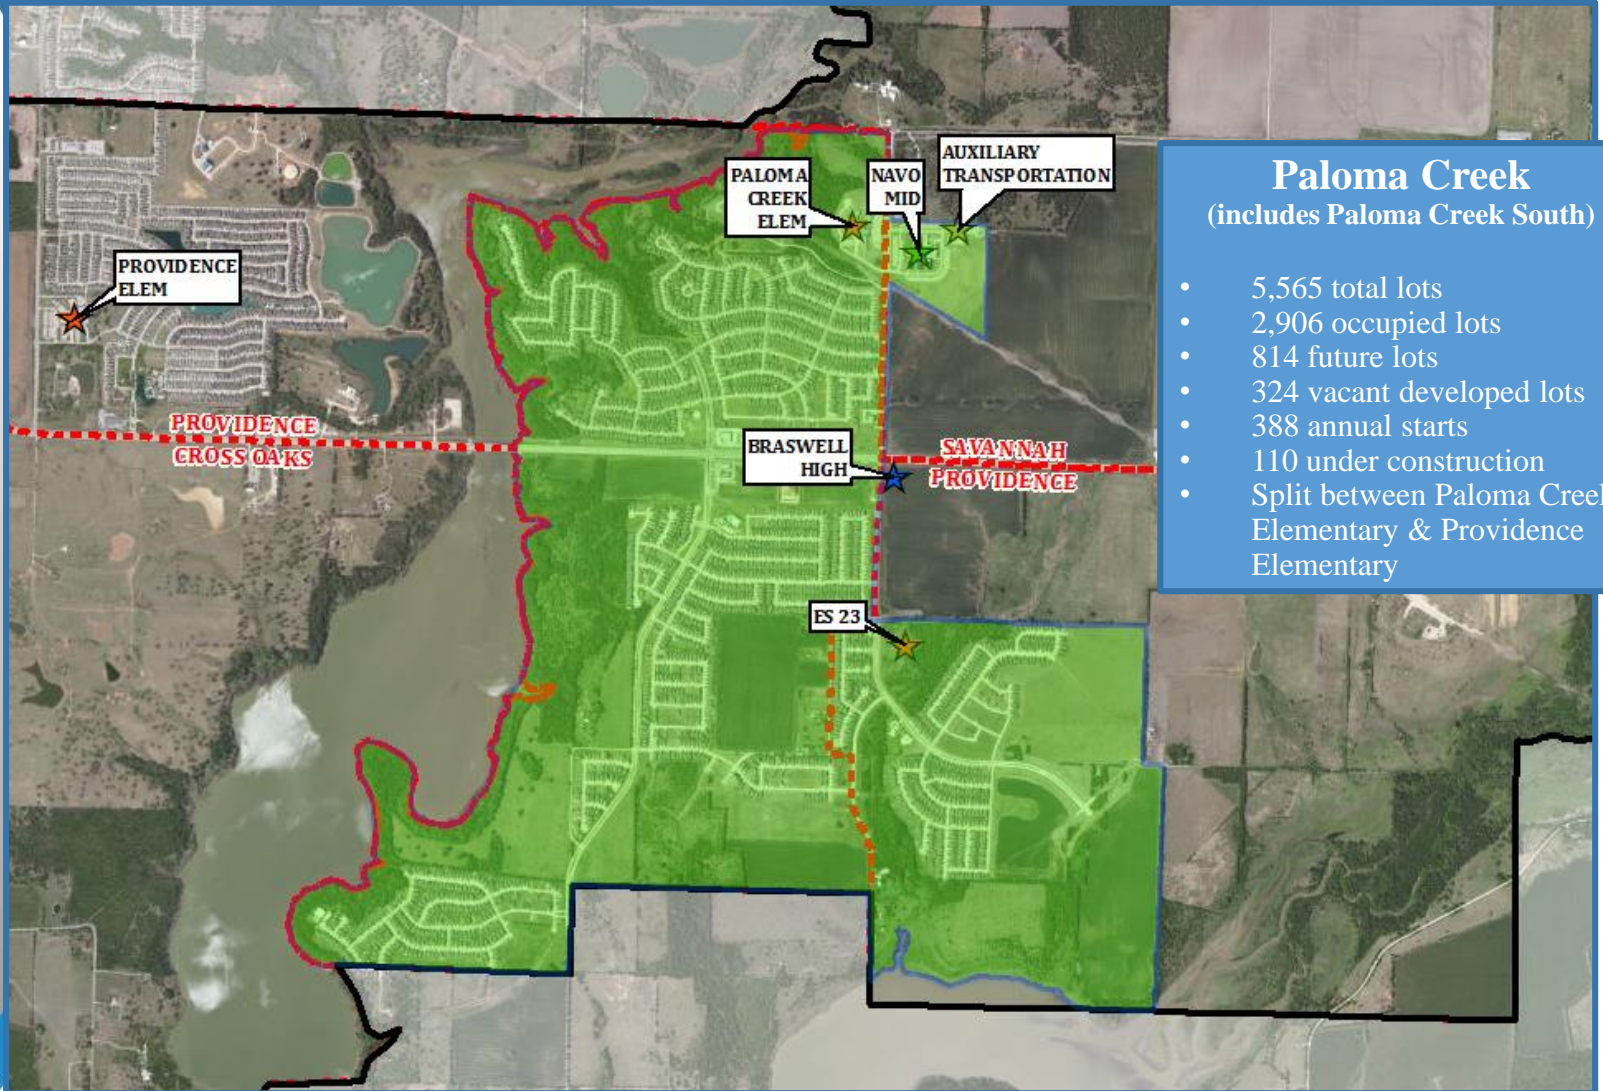 PALOMA
CREEK
ELEM
NAVO
MID
AUXILIARY
TRANSPORTATION
PROVIDENCE
ELEM
PROVIDENCE
CROSS OAKS
BRASWELL
HIGH
SAVANNAH
PROVIDENCE
ES 23
Paloma Creek
(includes Paloma Creek South)
• 5,565 total lots
• 2,906 occupied lots
• 814 future lots
• 324 vacant developed lots
• 388 annual starts
• 110 under construction
• Split between Paloma Creek
Elementary & Providence
Elementary